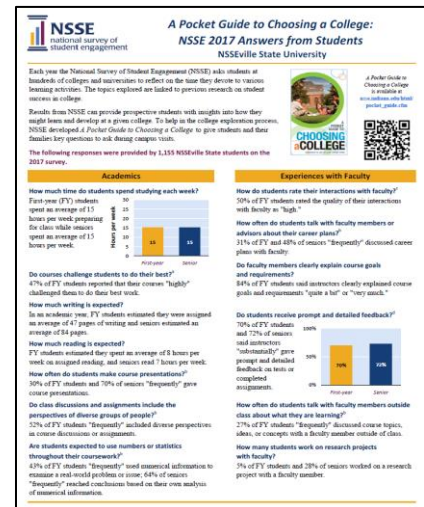 NSSE
national survey of
student engagement
A Pocket Guide to Choosing a College:
NSSE 2017 Answers from Students
NSSEville State University
Each year the National Survey of Student Engagement (NSSE) asks students at
hundreds of colleges and universities to reflect on the time they devote to various
learning activities. The topics explored are linked to previous research on student
success in college.
Results from NSSE can provide prospective students with insights into how they
might learn and develop at a given college. To help in the college exploration process,
NSSE developed A Pocket Guide to Choosing a College to give students and their
families key questions to ask during campus visits.
The following responses were provided by 1,155 NSSEville State students on the
2017 survey.
CHOOSING
aCOLLEGE
A Pocket Guide to
Choosing a College
is available at
Academics
How much time do students spend studying each week?
First-year (FY) students
spent an average of 15
hours per week preparing
for class while seniors
spent an average of 15
hours per week.
Hours per week
30
25
20
15
10
5
0
15
15
First-year
Senior
Do courses challenge students to do their best?
47% of FY students reported that their courses "highly"
challenged them to do their best work.
How much writing is expected?
In an academic year, FY students estimated they were assigned
an average of 47 pages of writing and seniors estimated an
average of 84 pages.
How much reading is expected?
FY students estimated they spent an average of 8 hours per
week on assigned reading, and seniors read 7 hours per week.
How often do students make course presentations?
30% of FY students and 70% of seniors "frequently" gave
course presentations.
Do class discussions and assignments include the
perspectives of diverse groups of people?
52% of FY students "frequently" included diverse perspectives
in course discussions or assignments.
Are students expected to use numbers or statistics
throughout their coursework?
43% of FY students "frequently" used numerical information to
examine a real-world problem or issue; 64% of seniors
"frequently" reached conclusions based on their own analysis
of numerical information.
Experiences with Faculty
How do students rate their interactions with faculty?
50% of FY students rated the quality of their interactions
with faculty as "high."
How often do students talk with faculty members or
advisors about their career plans?
31% of FY and 48% of seniors "frequently" discussed career
plans with faculty.
Do faculty members clearly explain course goals
and requirements?
84% of FY students said instructors clearly explained course
goals and requirements "quite a bit" or "very much."
Do students receive prompt and detailed feedback?
70% of FY students
and 72% of seniors
said instructors
"substantially" gave
prompt and detailed
feedback on tests or
completed
assignments.
100%
50%
0%
70%
72%
First-year
Senior
How often do students talk with faculty members outside
class about what they are learning?
27% of FY students "frequently" discussed course topics,
ideas, or concepts with a faculty member outside of class.
How many students work on research projects
with faculty?
5% of FY students and 28% of seniors worked on a research
project with a faculty member.